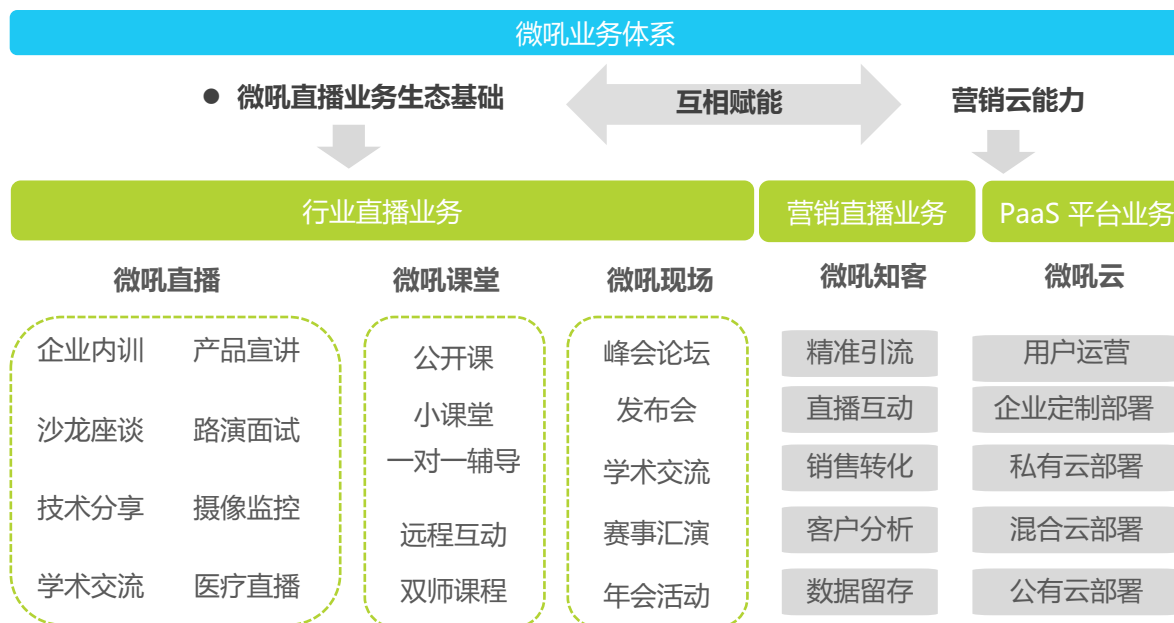 微吼业务体系
● 微吼直播业务生态基础
互相赋能
营销云能力
行业直播业务
营销直播业务
PaaS 平台业务
微吼直播
微吼课堂
微吼现场
微吼知客
微吼云
企业内训 产品宣讲
沙龙座谈 路演面试
技术分享 摄像监控
学术交流 医疗直播
公开课
小课堂
一对一辅导
远程互动
双师课程
峰会论坛
发布会
学术交流
赛事汇演
年会活动
精准引流
直播互动
销售转化
客户分析
数据留存
用户运营
企业定制部署
私有云部署
混合云部署
公有云部署